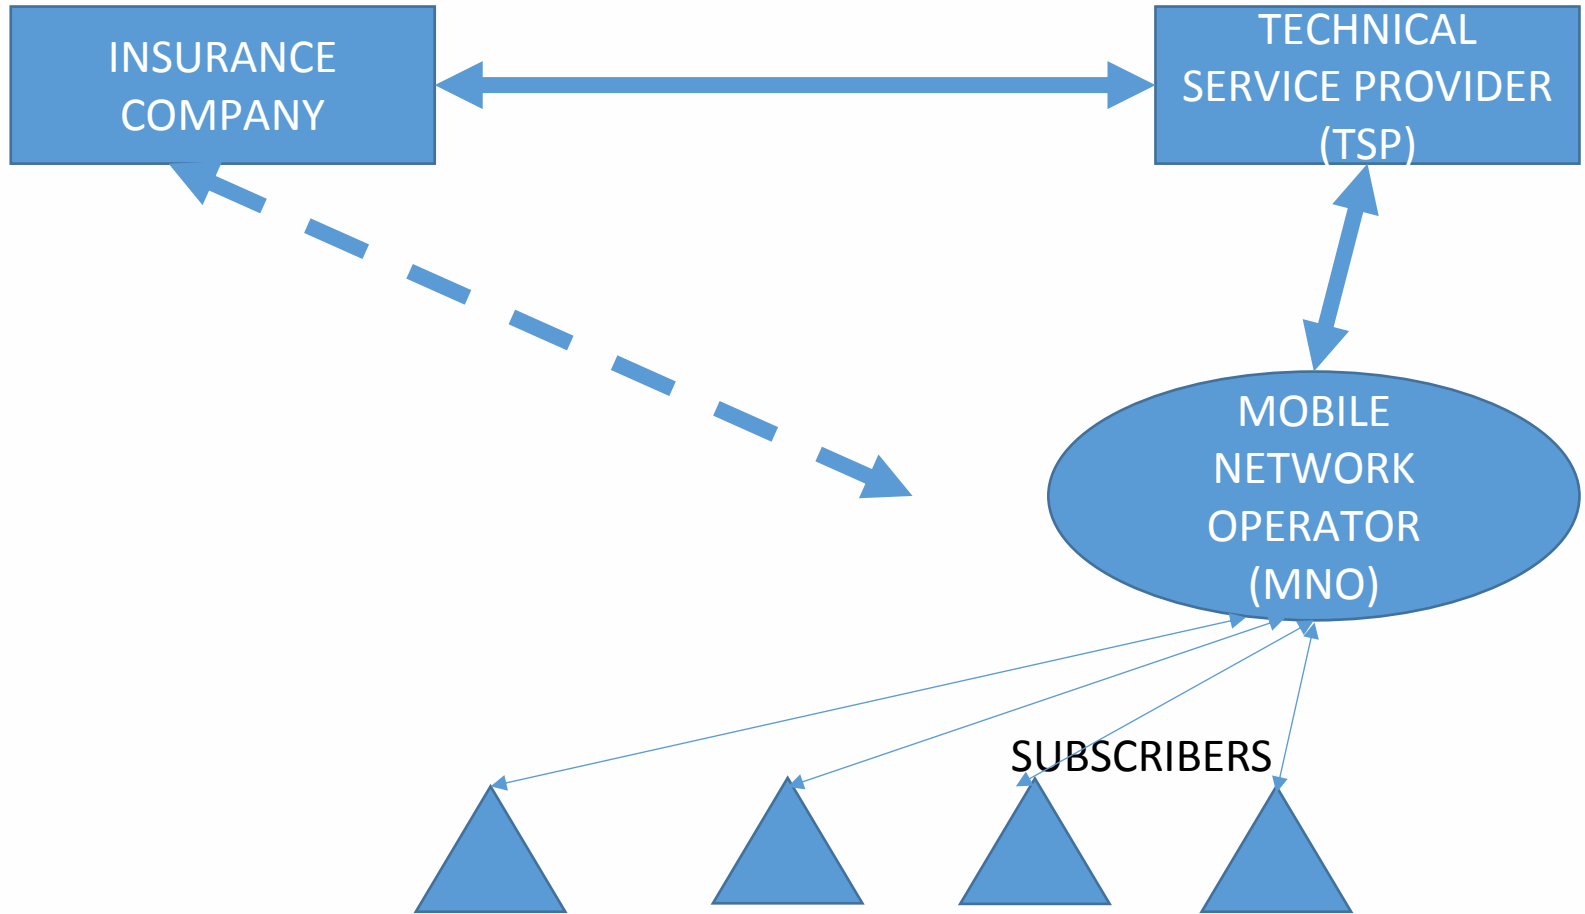 INSURANCE
COMPANY
TECHNICAL
SERVICE PROVIDER
(TSP)
MOBILE
NETWORK
OPERATOR
(MNO)
SUBSCRIBERS